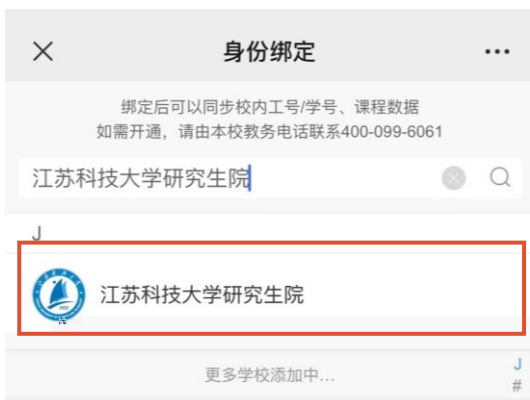 身份绑定
绑定后可以同步校内工号/学号、课程数据
如需开通，请由本校教务电话联系400-099-6061
江苏科技大学研究生院
J
江苏科技大学研究生院
更多学校添加中...
J
#